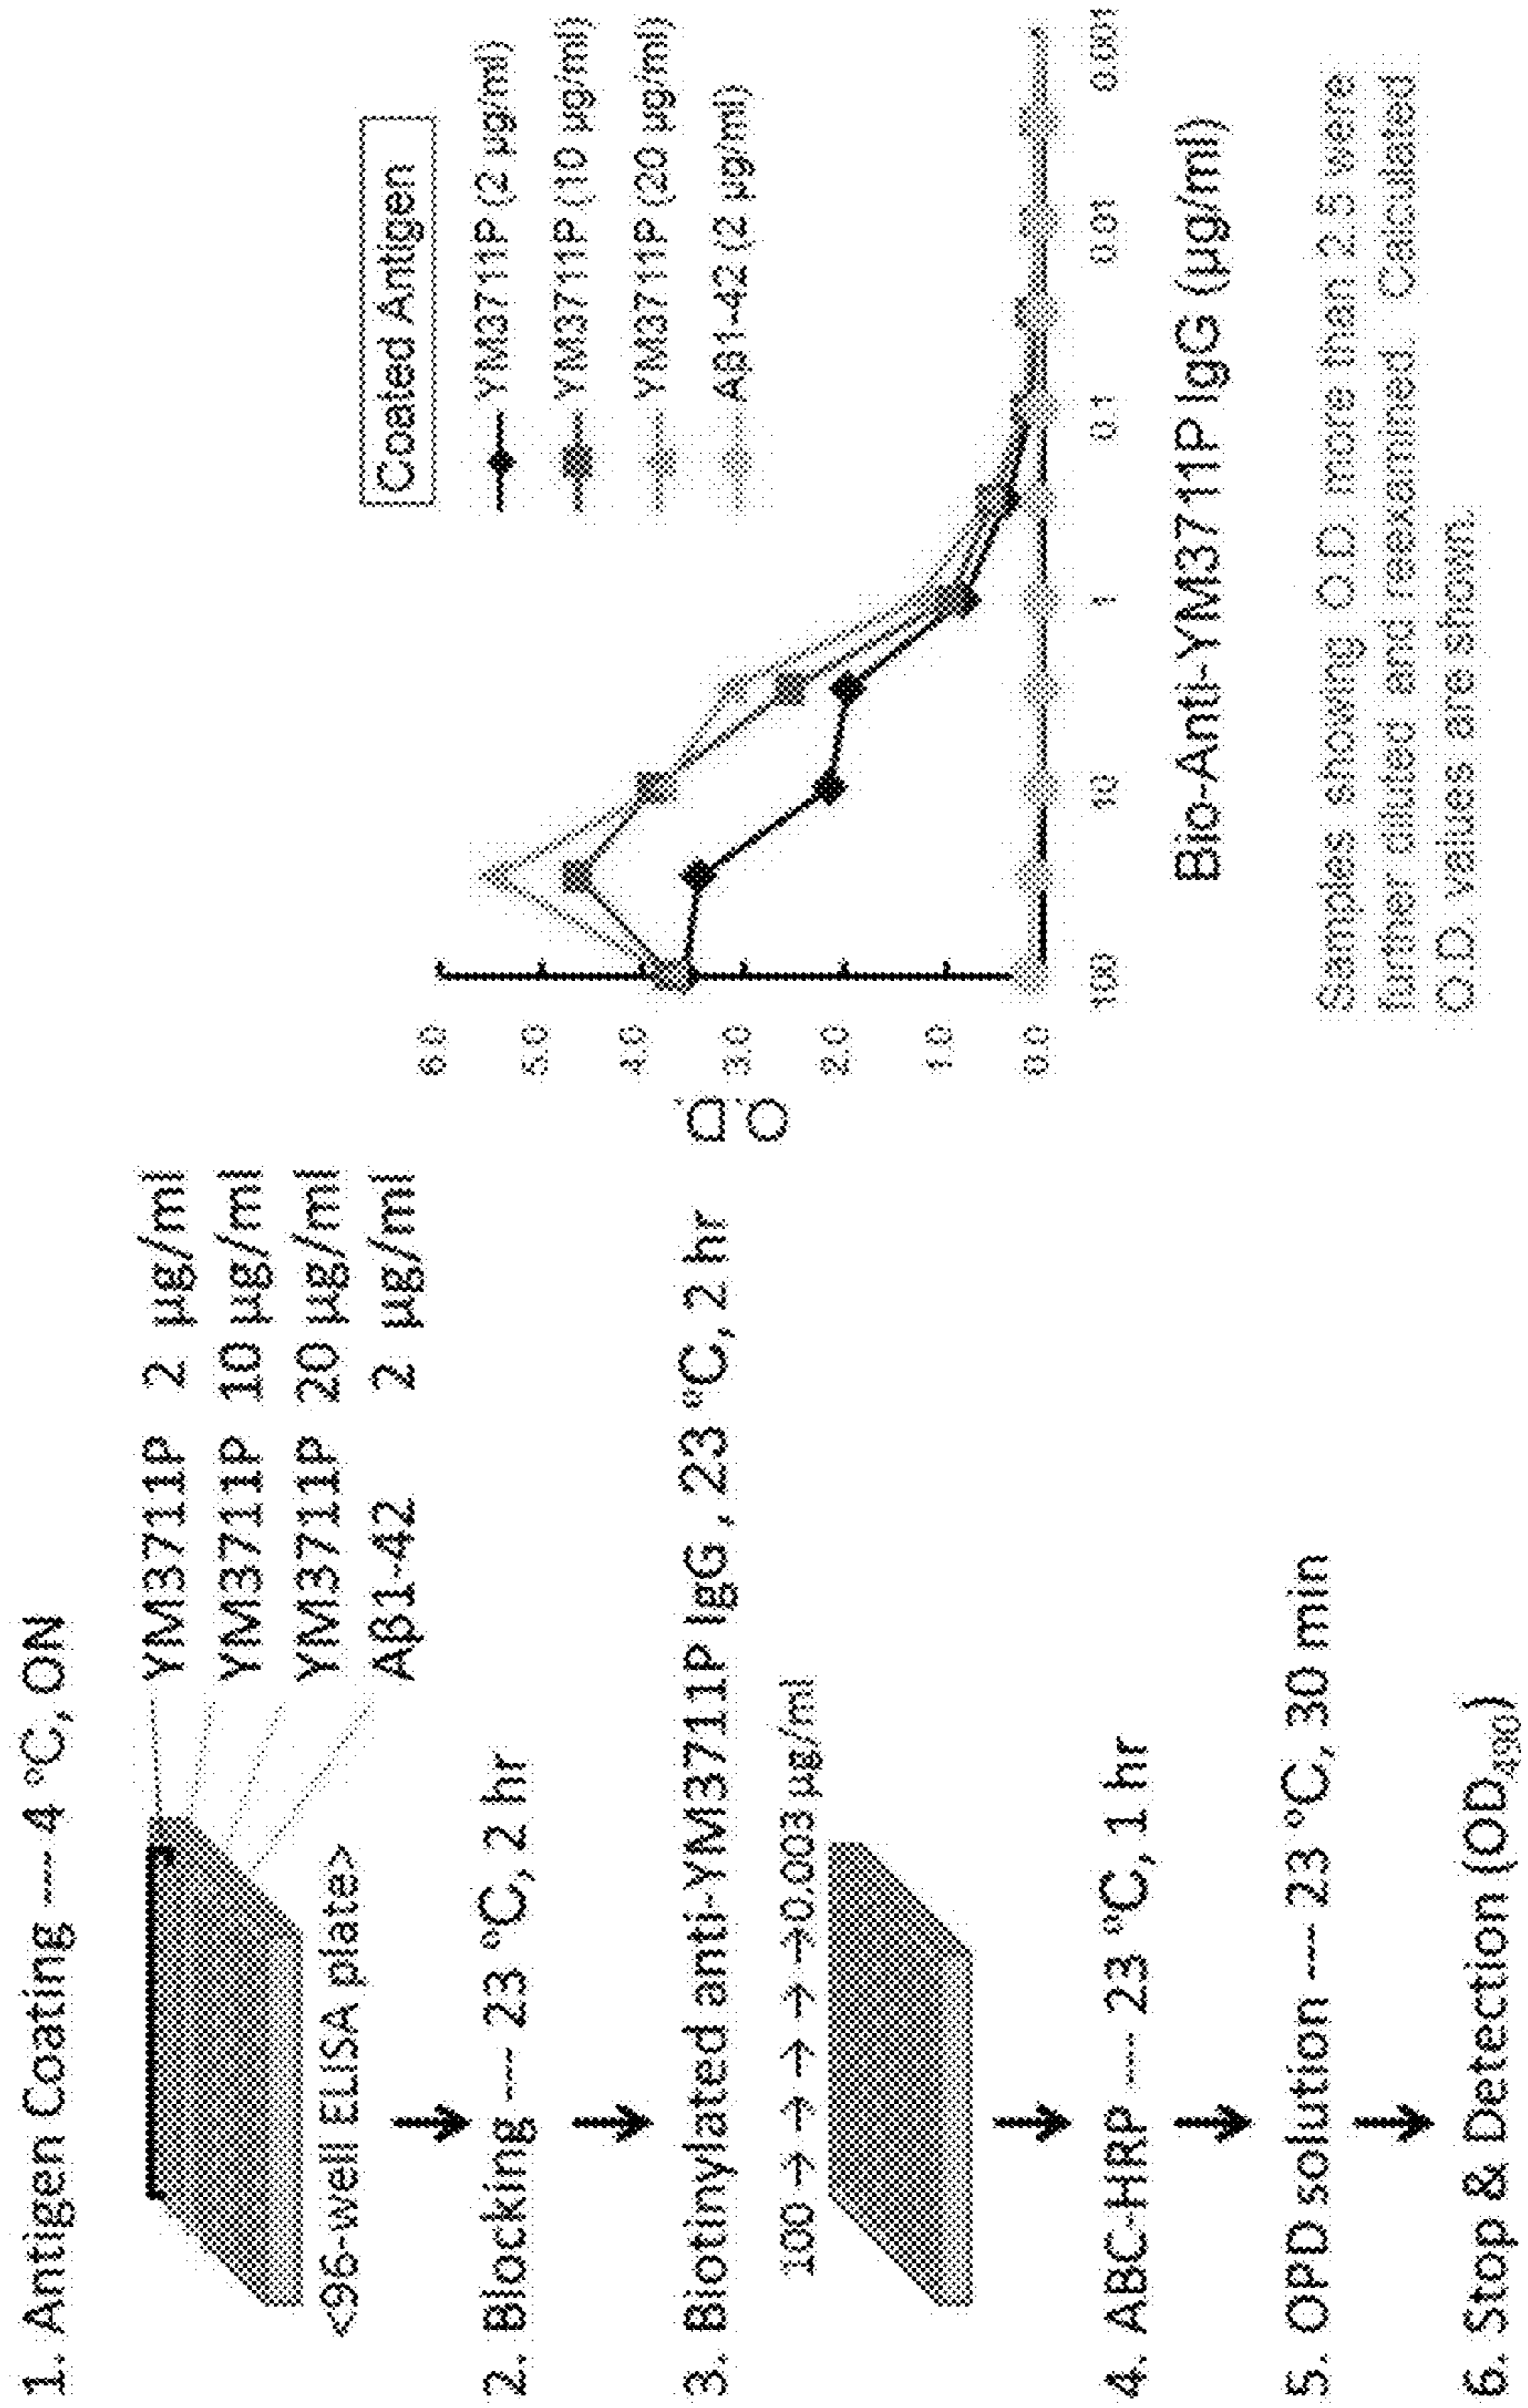 1. Antigen Coating ---- 4 °C, ON
YM3711P 2 µg/ml
YM3711P 10 µg/ml
YM3711P 20 µg/ml
Aβ1-42 2 µg/ml
<96-well ELISA plate>
2. Blocking --- 23 °C, 2 hr
3. Biotinylated anti-YM3711P IgG , 23 °C, 2 hr
100→→→→→0.003 µg/ml
4. ABC-HRP ---- 23 °C, 1 hr
5. OPD solution ---- 23 °C, 30 min
6. Stop & Detection (OD490)
Coated Antigen
YM3711P (2 µg/ml)
YM3711P (10 µg/ml)
YM3711P (20 µg/ml)
Aβ1-42 (2 µg/ml)
O.D.
6.0
5.0
4.0
3.0
2.0
1.0
0.0
100 10 1 0.1 0.01 0.001
Bio-Anti-YM3711P IgG (µg/ml)
Samples showing O.D more than 2.5 were
further diluted and reexamined. Calculated
O.D. values are shown.